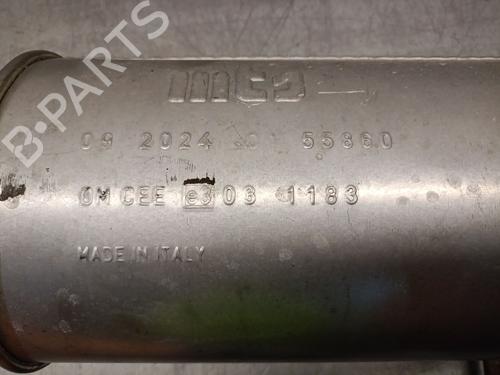 B-PARTS
09 2024 55860
OM CEE e3 03 1183
MADE IN ITALY